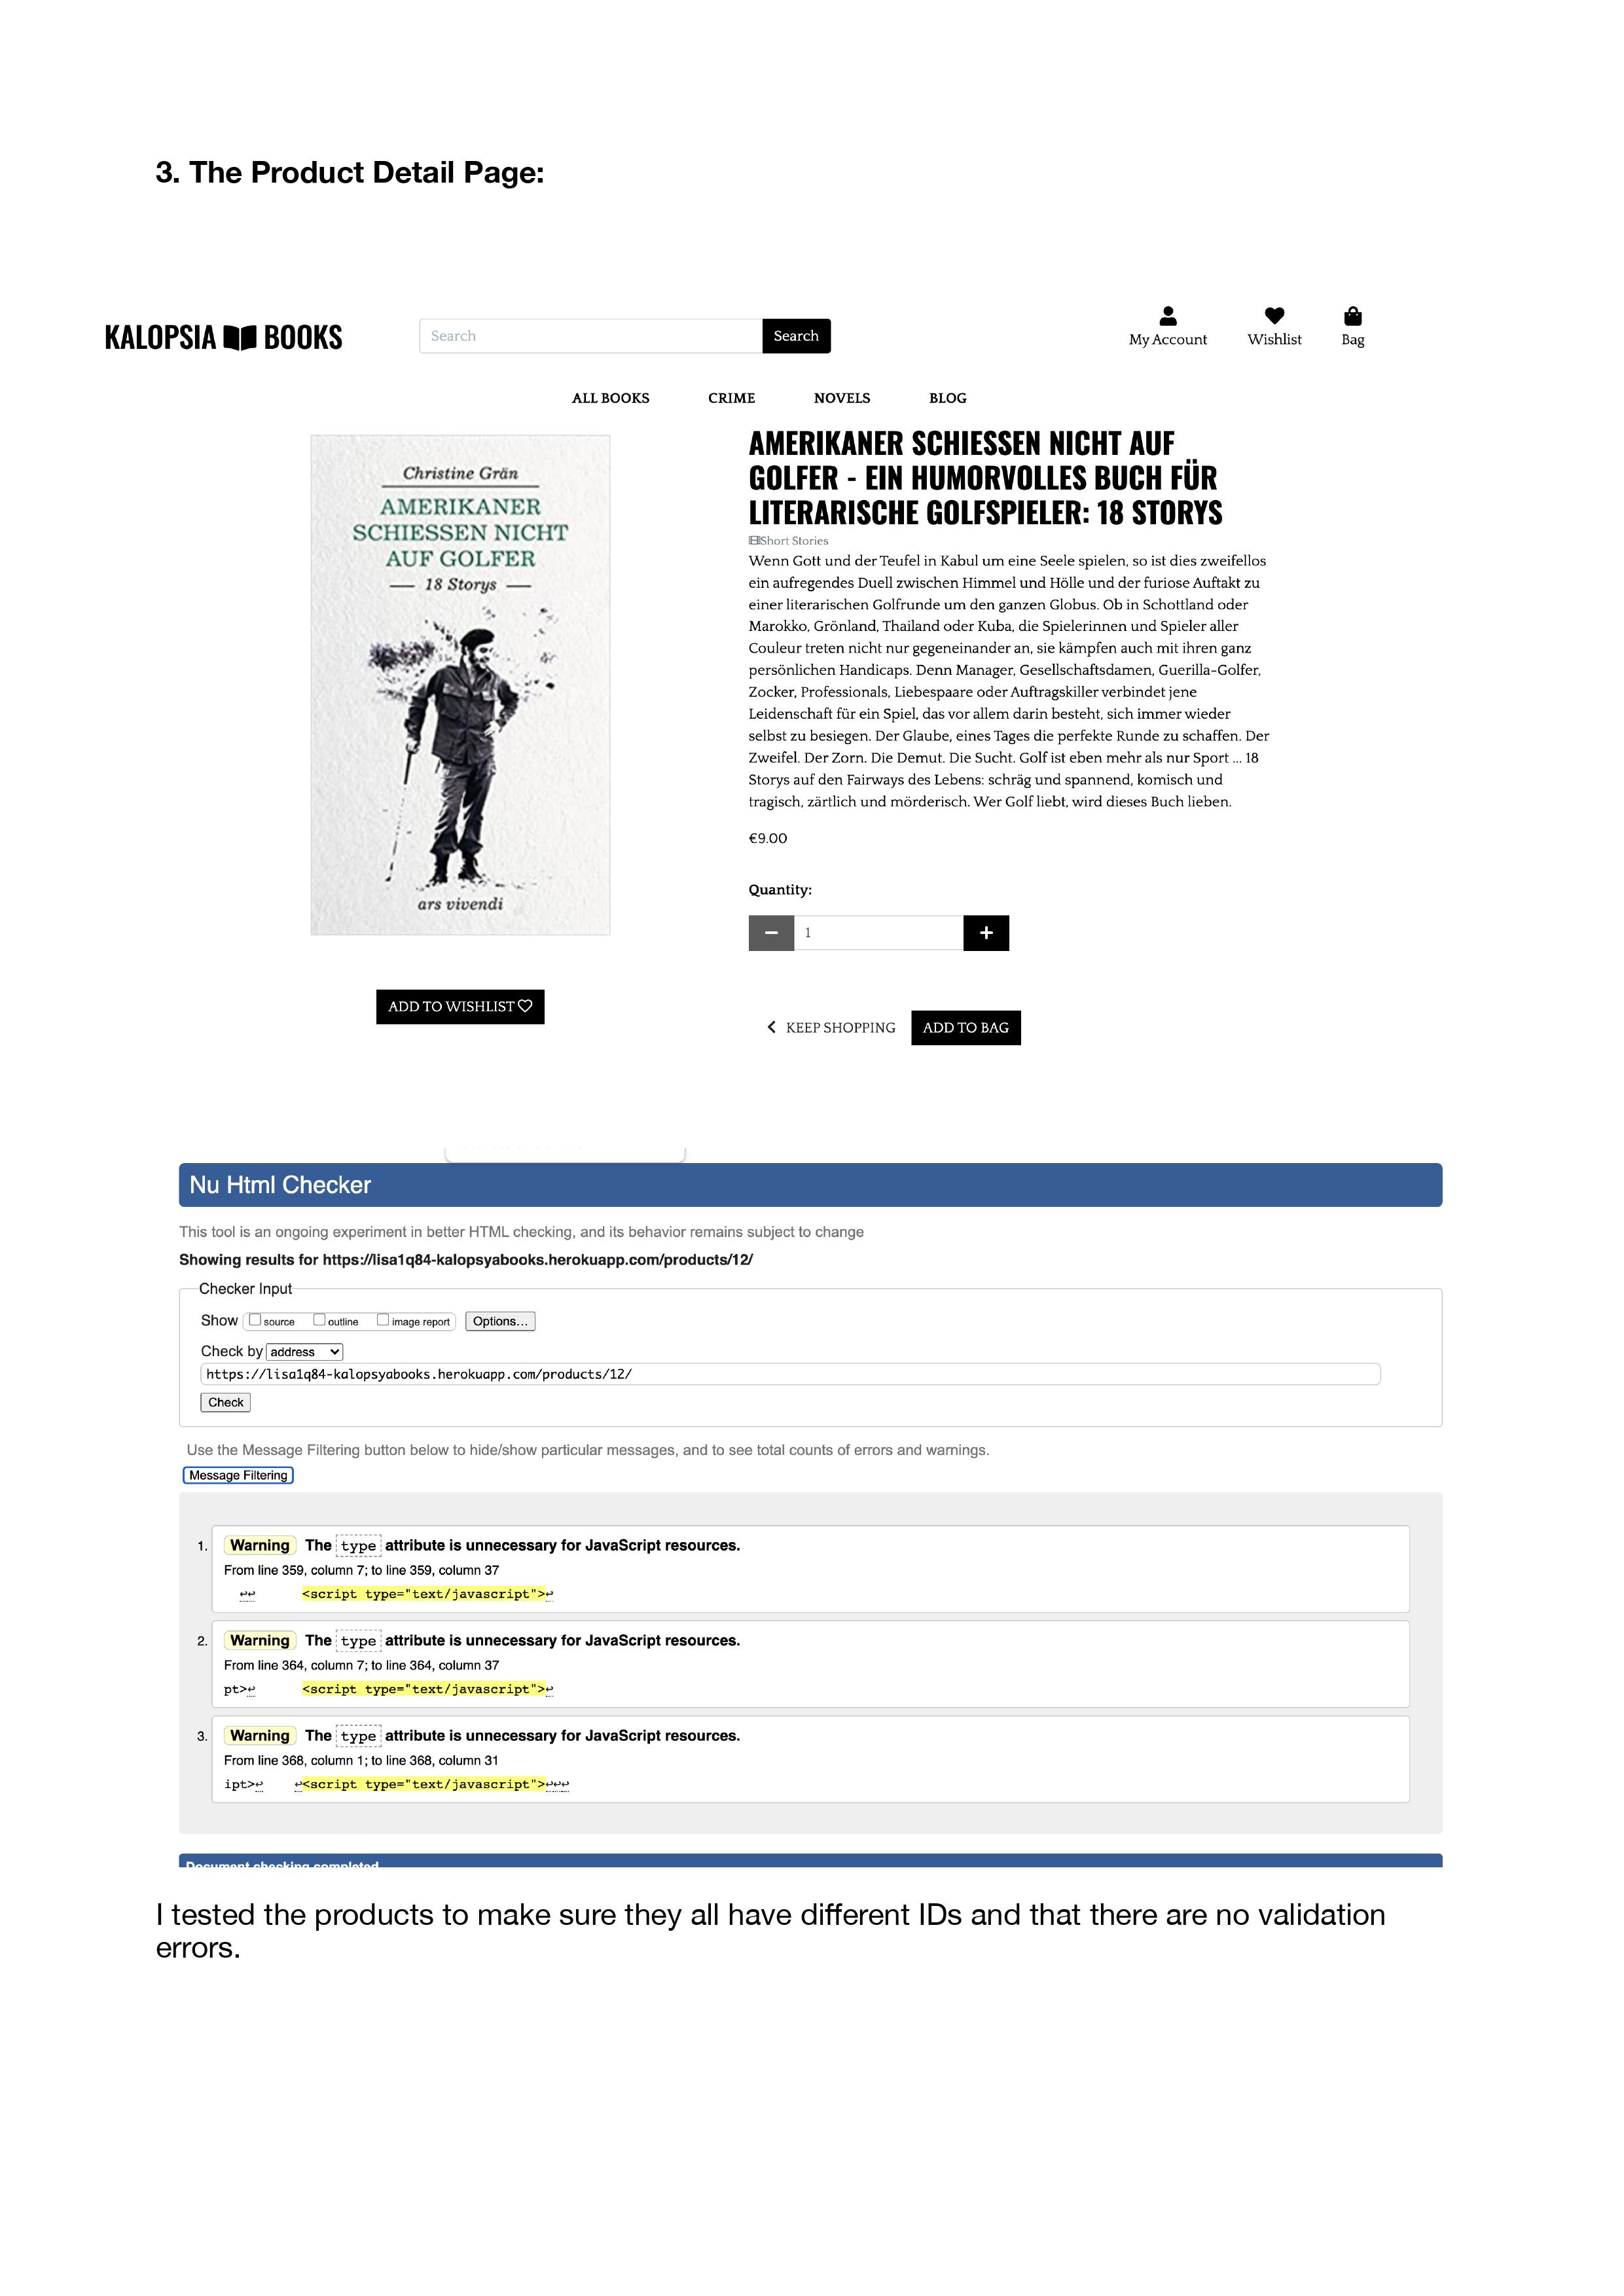 3. The Product Detail Page:
KALOPSIA BOOKS
Search
Search
My Account
Wishlist
Bag
ALL BOOKS
CRIME
NOVELS
BLOG
Christine Grän
AMERIKANER
SCHIESSEN NICHT
AUF GOLFER
18 Storys
ars vivendi
ADD TO WISHLIST
AMERIKANER SCHIESSEN NICHT AUF
GOLFER - EIN HUMORVOLLES BUCH FÜR
LITERARISCHE GOLFSPIELER: 18 STORYS
Short Stories
Wenn Gott und der Teufel in Kabul um eine Seele spielen, so ist dies zweifellos
ein aufregendes Duell zwischen Himmel und Hölle und der furiose Auftakt zu
einer literarischen Golfrunde um den ganzen Globus. Ob in Schottland oder
Marokko, Grönland, Thailand oder Kuba, die Spielerinnen und Spieler aller
Couleur treten nicht nur gegeneinander an, sie kämpfen auch mit ihren ganz
persönlichen Handicaps. Denn Manager, Gesellschaftsdamen, Guerilla-Golfer,
Zocker, Professionals, Liebespaare oder Auftragskiller verbindet jene
Leidenschaft für ein Spiel, das vor allem darin besteht, sich immer wieder
selbst zu besiegen. Der Glaube, eines Tages die perfekte Runde zu schaffen. Der
Zweifel. Der Zorn. Die Demut. Die Sucht. Golf ist eben mehr als nur Sport ... 18
Storys auf den Fairways des Lebens: schräg und spannend, komisch und
tragisch, zärtlich und mörderisch. Wer Golf liebt, wird dieses Buch lieben.
€9.00
Quantity:
1
KEEP SHOPPING
ADD TO BAG
Nu Html Checker
This tool is an ongoing experiment in better HTML checking, and its behavior remains subject to change
Showing results for https://lisa1q84-kalopsyabooks.herokuapp.com/products/12/
Checker Input
Show source outline image report Options...
Check by address
https://lisa1q84-kalopsyabooks.herokuapp.com/products/12/
Check
Use the Message Filtering button below to hide/show particular messages, and to see total counts of errors and warnings.
Message Filtering
1. Warning The type attribute is unnecessary for JavaScript resources.
From line 359, column 7; to line 359, column 37
↩↩ <script type="text/javascript">↩
2. Warning The type attribute is unnecessary for JavaScript resources.
From line 364, column 7; to line 364, column 37
pt>↩ <script type="text/javascript">↩
3. Warning The type attribute is unnecessary for JavaScript resources.
From line 368, column 1; to line 368, column 31
ipt>↩ ↩<script type="text/javascript">↩↩↩
Document checking completed
I tested the products to make sure they all have different IDs and that there are no validation
errors.